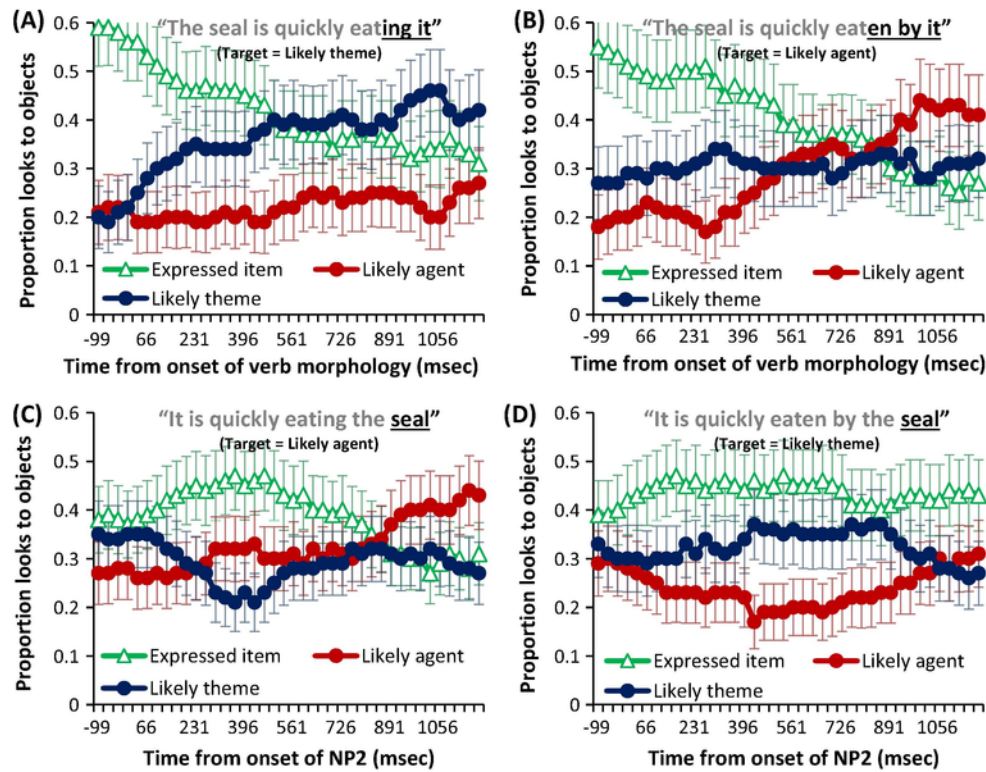 (A) "The seal is quickly eating it"
(Target = Likely theme)
Proportion looks to objects
0.6
0.5
0.4
0.3
0.2
0.1
0
Expressed item
Likely agent
Likely theme
-99 66 231 396 561 726 891 1056
Time from onset of verb morphology (msec)
(B) "The seal is quickly eaten by it"
(Target = Likely agent)
Proportion looks to objects
0.6
0.5
0.4
0.3
0.2
0.1
0
Expressed item
Likely agent
Likely theme
-99 66 231 396 561 726 891 1056
Time from onset of verb morphology (msec)
(C) "It is quickly eating the seal"
(Target = Likely agent)
Proportion looks to objects
0.6
0.5
0.4
0.3
0.2
0.1
0
Expressed item
Likely agent
Likely theme
-99 66 231 396 561 726 891 1056
Time from onset of NP2 (msec)
(D) "It is quickly eaten by the seal"
(Target = Likely theme)
Proportion looks to objects
0.6
0.5
0.4
0.3
0.2
0.1
0
Expressed item
Likely agent
Likely theme
-99 66 231 396 561 726 891 1056
Time from onset of NP2 (msec)